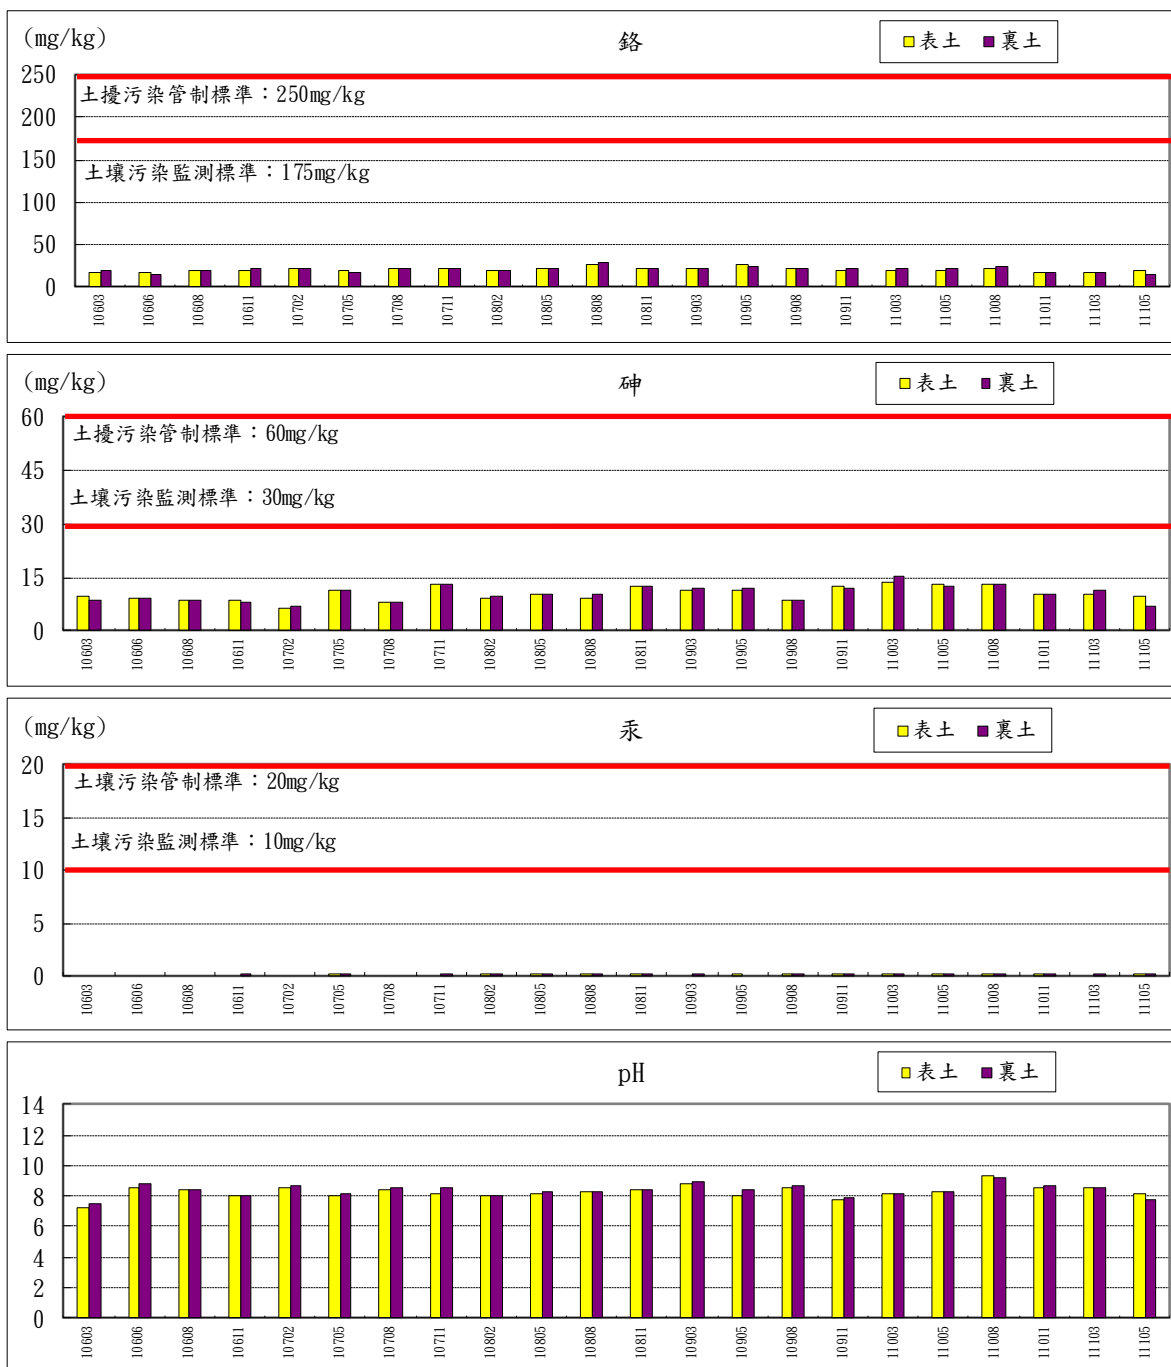 (mg/kg)
鉻
表土 裏土
250
200
150
100
50
0
土擾污染管制標準：250mg/kg
土壤污染監測標準：175mg/kg
10603 10606 10608 10611 10702 10705 10708 10711 10802 10805 10808 10811 10903 10905 10908 10911 11003 11005 11008 11011 11103 11105
(mg/kg)
砷
表土 裏土
60
45
30
15
0
土擾污染管制標準：60mg/kg
土壤污染監測標準：30mg/kg
10603 10606 10608 10611 10702 10705 10708 10711 10802 10805 10808 10811 10903 10905 10908 10911 11003 11005 11008 11011 11103 11105
(mg/kg)
汞
表土 裏土
20
15
10
5
0
土壤污染管制標準：20mg/kg
土壤污染監測標準：10mg/kg
10603 10606 10608 10611 10702 10705 10708 10711 10802 10805 10808 10811 10903 10905 10908 10911 11003 11005 11008 11011 11103 11105
pH
表土 裏土
14
12
10
8
6
4
2
0
10603 10606 10608 10611 10702 10705 10708 10711 10802 10805 10808 10811 10903 10905 10908 10911 11003 11005 11008 11011 11103 11105